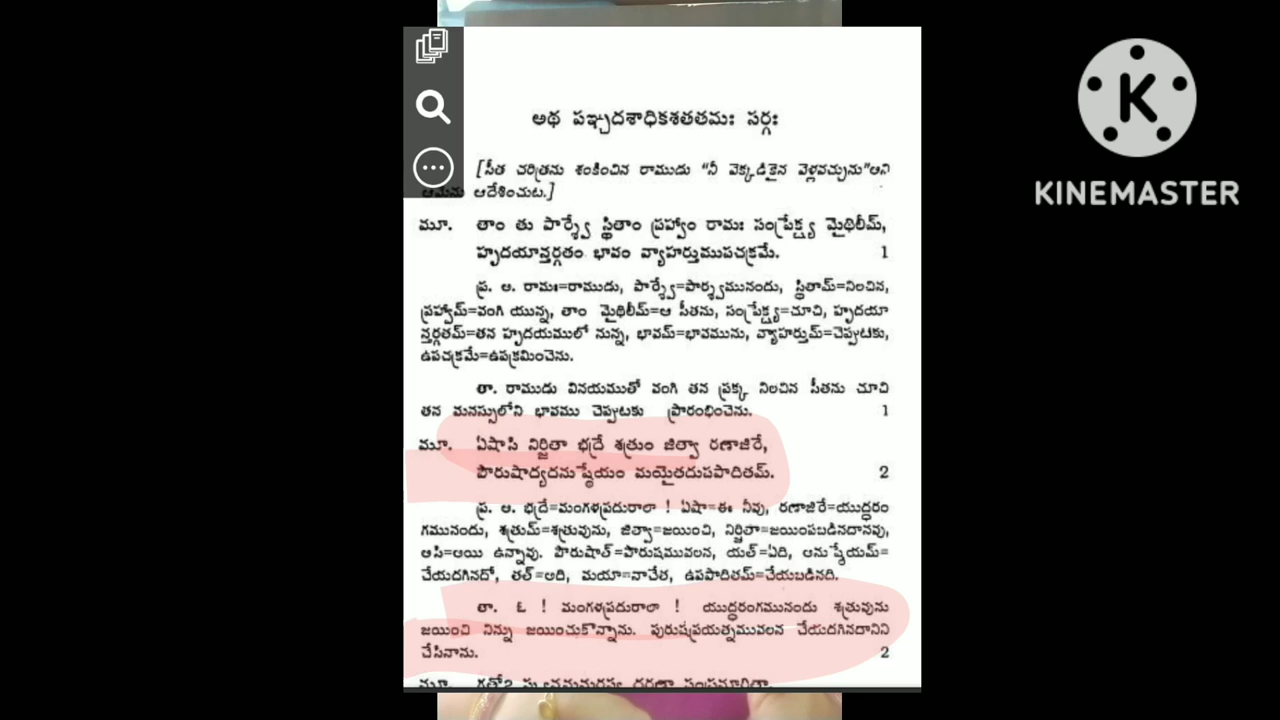 అథ పఞ్చదశాధికశతతమః సర్గః
[సీత చరిత్రను శంకించిన రాముడు “నీ వెక్కడికైన వెళ్లవచ్చును”అని
ఆమెను ఆదేశించుట.]
మూ. తాం తు పార్శ్వే స్థితాం ప్రహ్వాం రామః సంప్రేక్ష్య మైథిలీమ్,
హృదయాన్తర్గతం భావం వ్యాహర్తుముపచక్రమే. 1
ప్ర. అ. రామః=రాముడు, పార్శ్వే=పార్శ్వమునందు, స్థితామ్=నిలచిన,
ప్రహ్వామ్=వంగి యున్న, తాం మైథిలీమ్=ఆ సీతను, సంప్రేక్ష్య=చూచి, హృదయా
న్తర్గతమ్=తన హృదయములో నున్న, భావమ్=భావమును, వ్యాహర్తుమ్=చెప్పుటకు,
ఉపచక్రమే=ఉపక్రమించెను.
తా. రాముడు వినయముతో వంగి తన ప్రక్క నిలచిన సీతను చూచి
తన మనస్సులోని భావము చెప్పుటకు ప్రారంభించెను. 1
మూ. ఏషాసి నిర్జితా భద్రే శత్రుం జిత్వా రణాజిరే,
పౌరుషాద్యదనుష్ఠేయం మయైతదుపపాదితమ్. 2
ప్ర. అ. భద్రే=మంగళప్రదురాలా ! ఏషా=ఈ నీవు, రణాజిరే=యుద్ధరం
గమునందు, శత్రుమ్=శత్రువును, జిత్వా=జయించి, నిర్జితా=జయింపబడినదానవు,
అసి=అయి ఉన్నావు. పౌరుషాత్=పౌరుషమువలన, యత్=ఏది, అనుష్ఠేయమ్=
చేయదగినదో, తత్=అది, మయా=నాచేత, ఉపపాదితమ్=చేయబడినది.
తా. ఓ ! మంగళప్రదురాలా ! యుద్ధరంగమునందు శత్రువును
జయించి నిన్ను జయించుకొన్నాను. పురుషప్రయత్నమువలన చేయదగినదానిని
చేసినాను. 2
మూ.
KINEMASTER